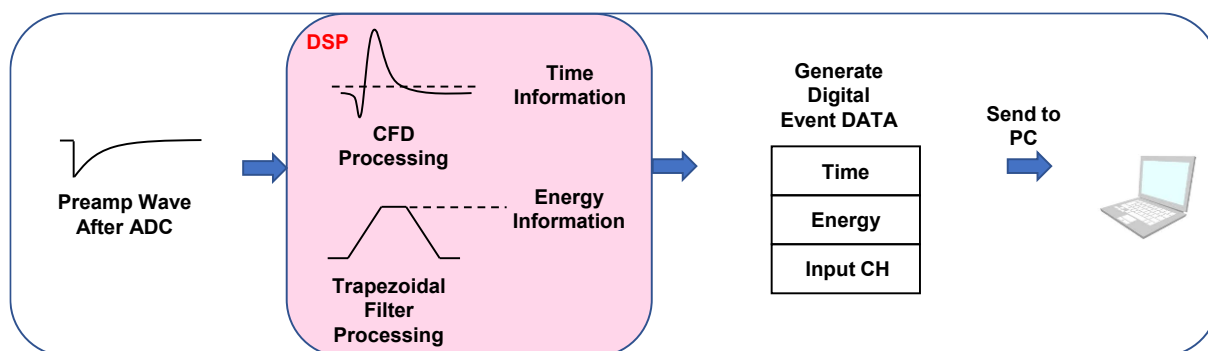 Preamp Wave
After ADC
DSP
CFD
Processing
Time
Information
Trapezoidal
Filter
Processing
Energy
Information
Generate
Digital
Event DATA
Time
Energy
Input CH
Send to
PC